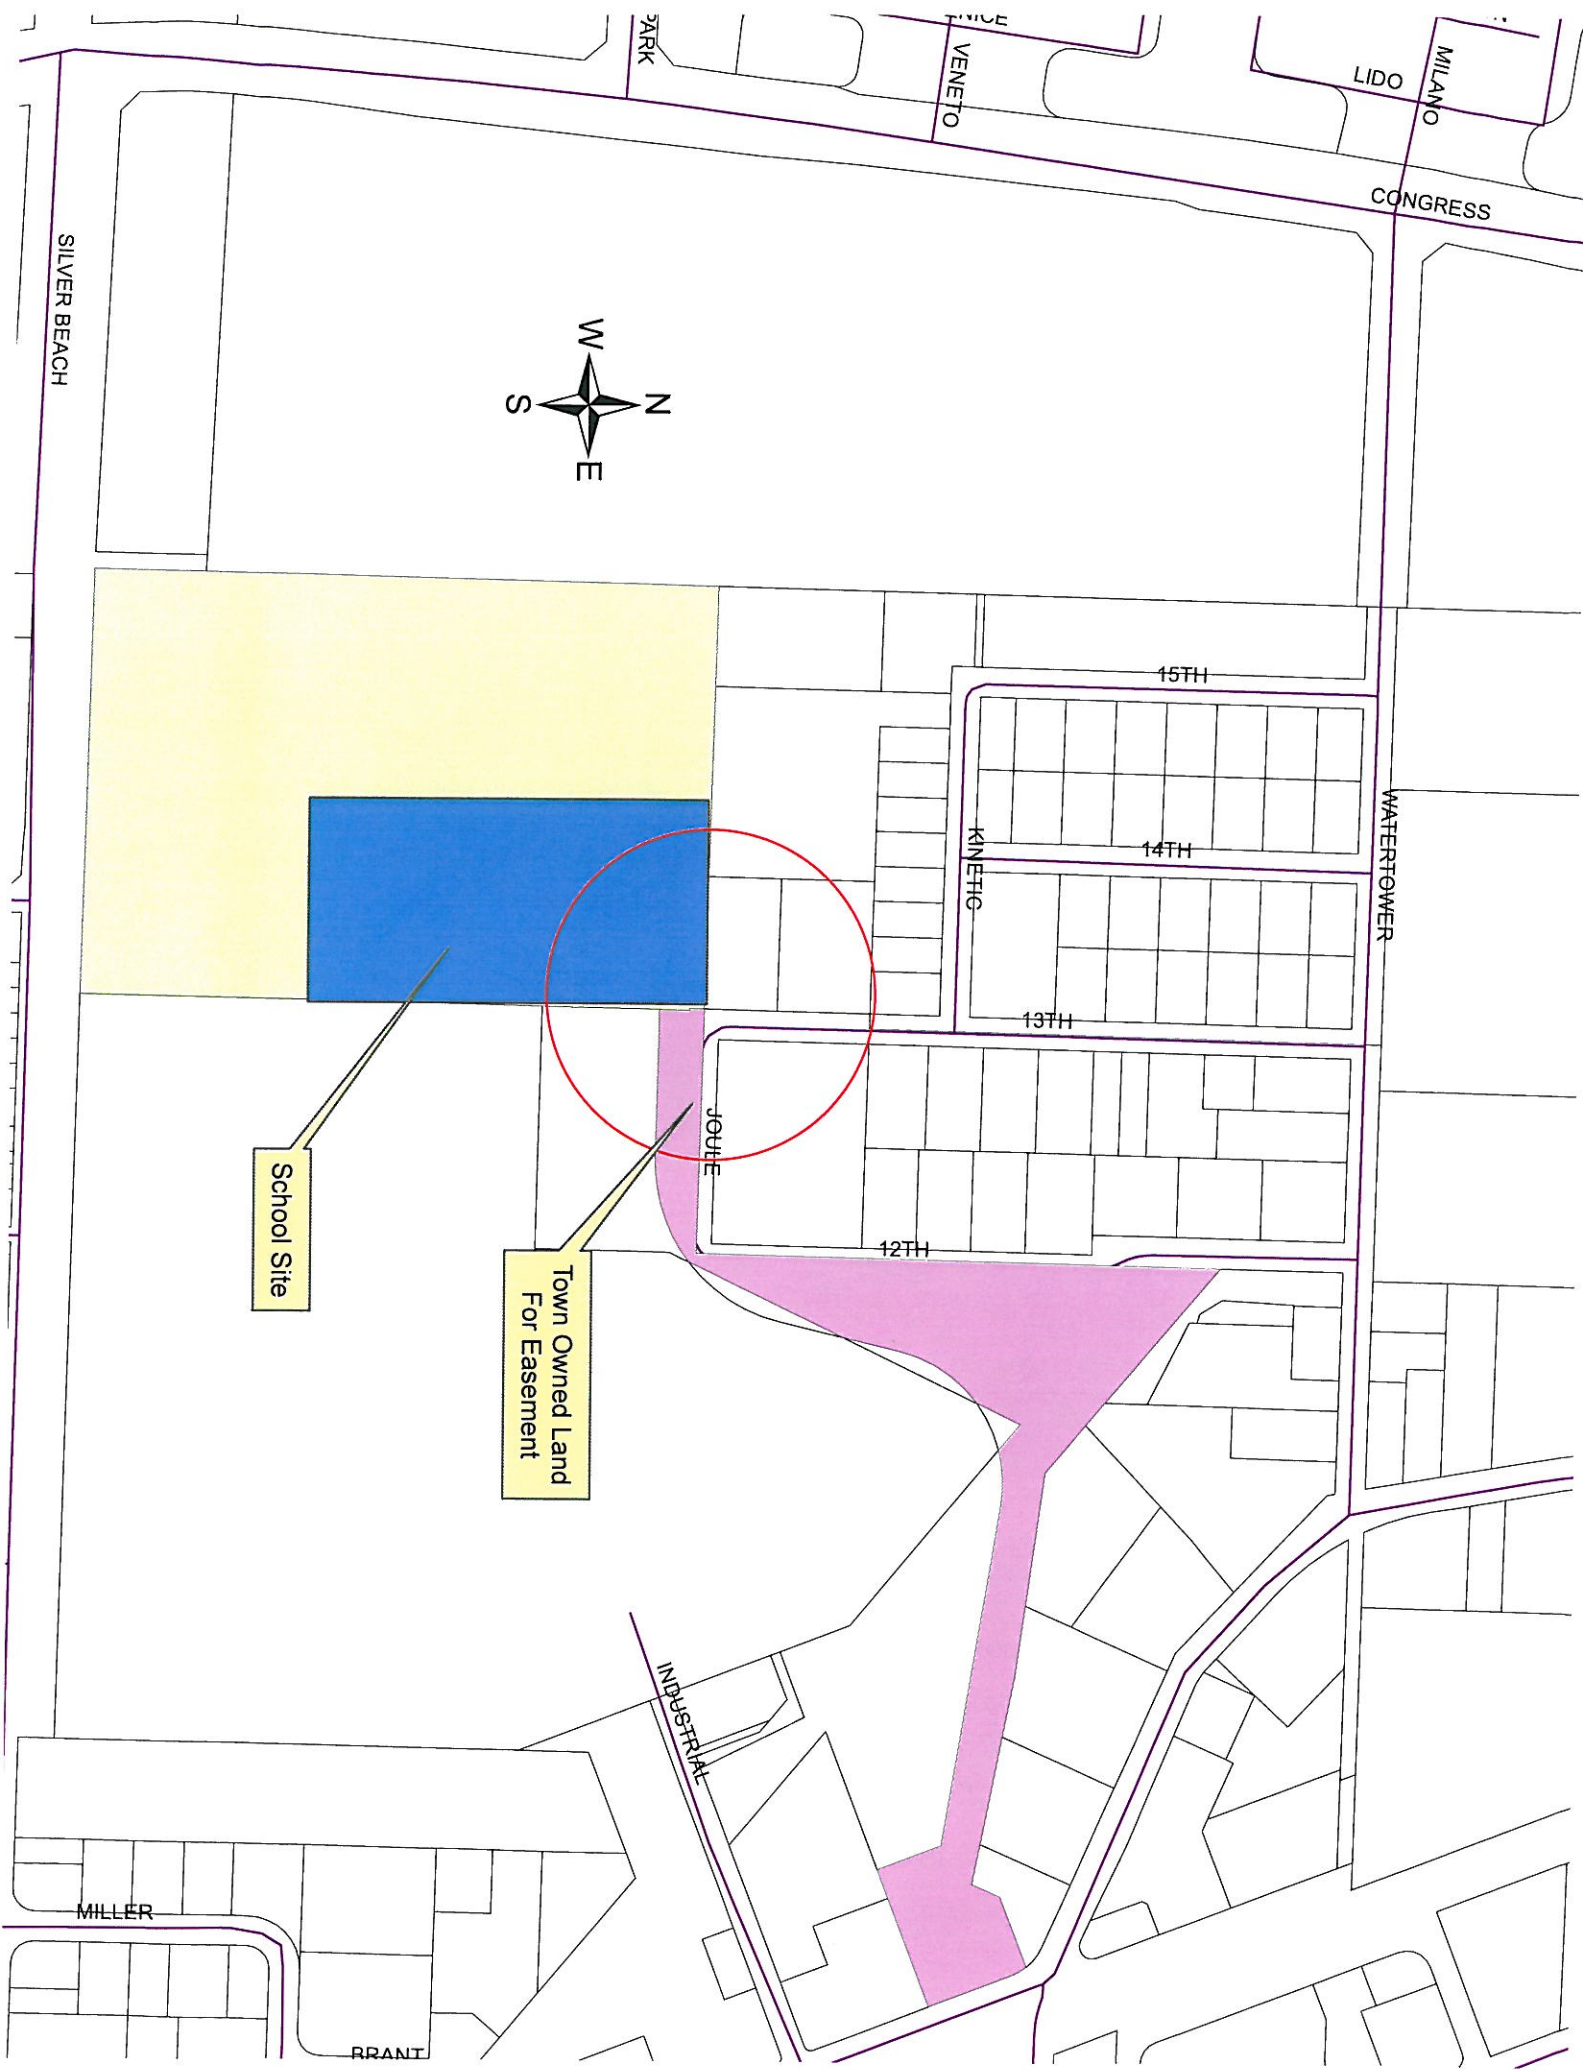 PARK
VENETO
LIDO
MILANO
CONGRESS
SILVER BEACH
W
N
S
E
15TH
WATERTOWER
KINETIC
14TH
13TH
JOULE
12TH
School Site
Town Owned Land
For Easement
INDUSTRIAL
MILLER
BRANT